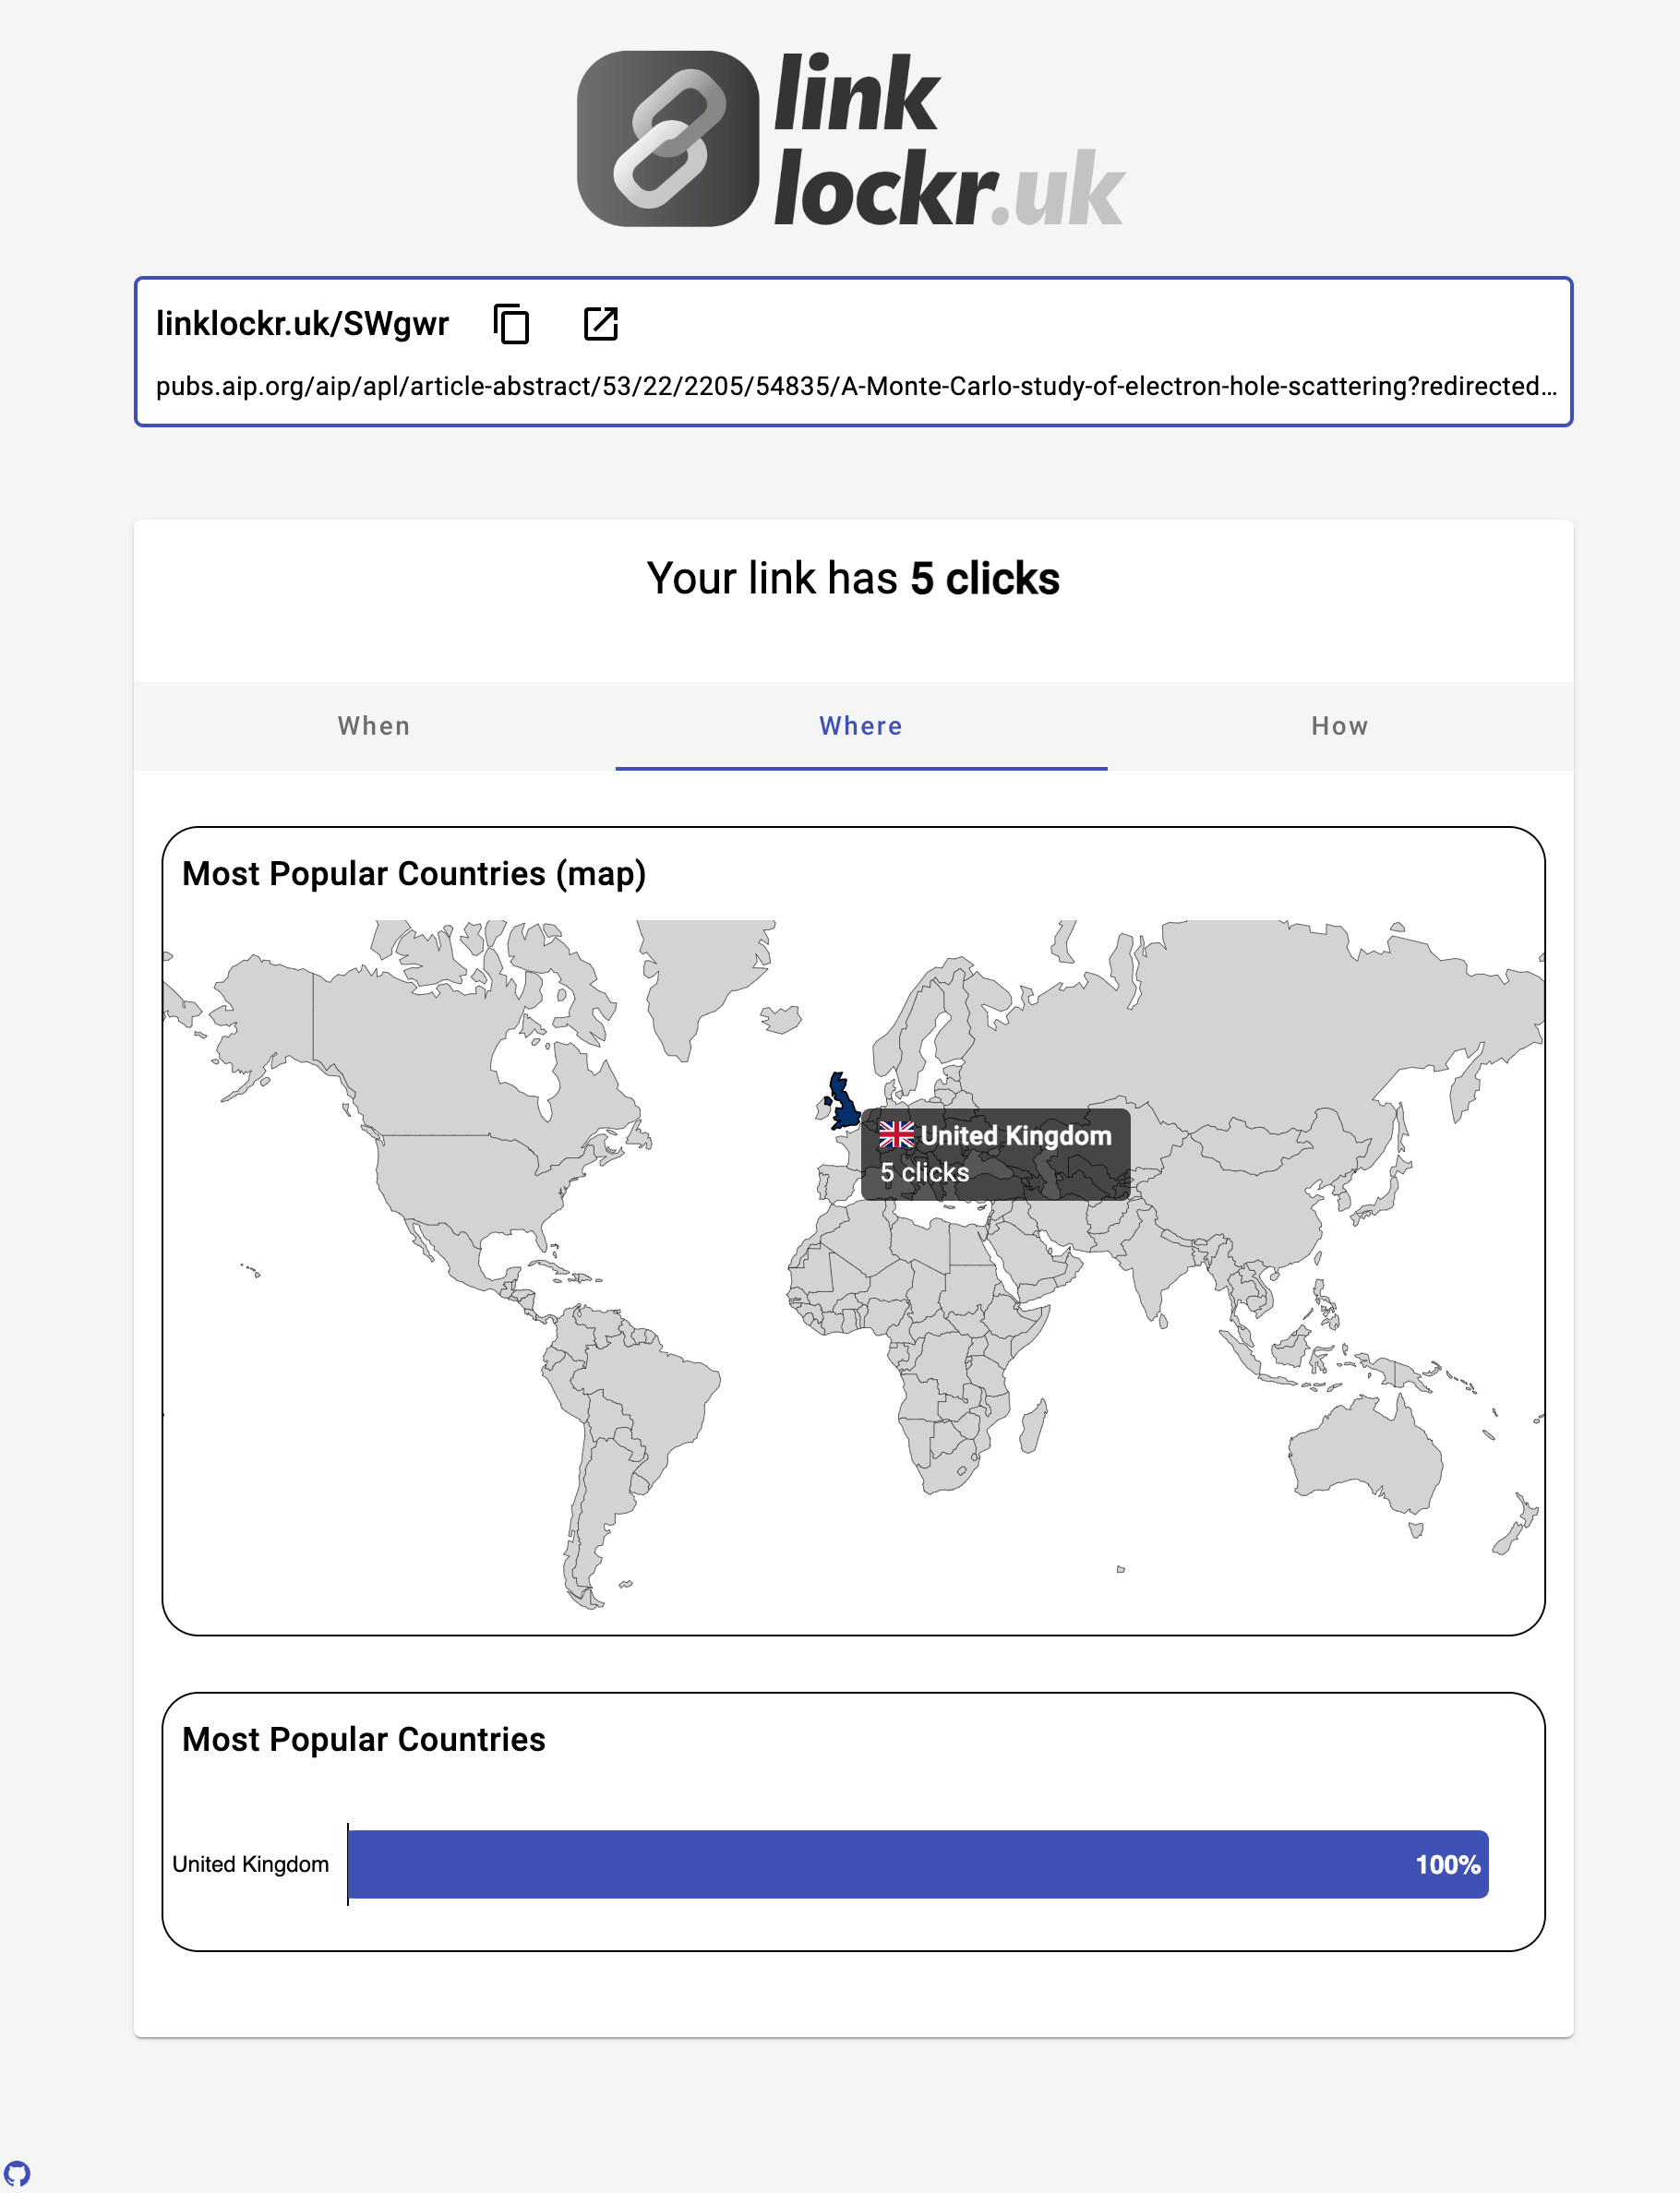 link
lockr.uk
linklockr.uk/SWgwr
pubs.aip.org/aip/apl/article-abstract/53/22/2205/54835/A-Monte-Carlo-study-of-electron-hole-scattering?redirected...
Your link has 5 clicks
When Where How
Most Popular Countries (map)
United Kingdom
5 clicks
Most Popular Countries
United Kingdom 100%